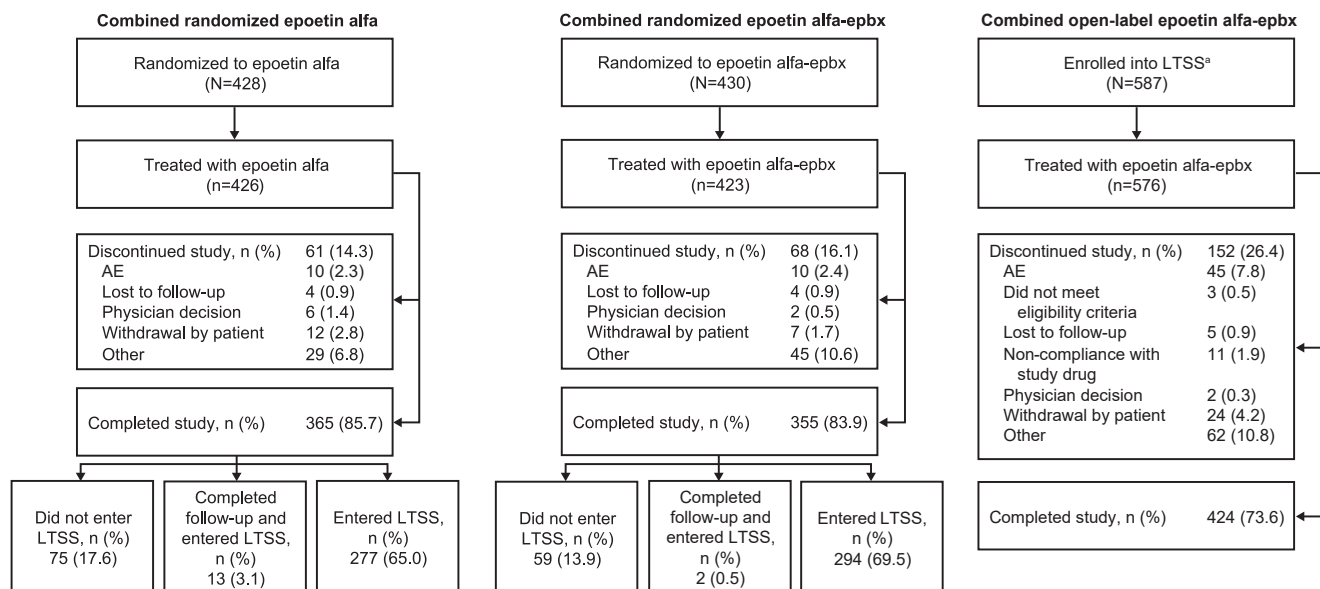 Combined randomized epoetin alfa
Randomized to epoetin alfa
(N=428)
Treated with epoetin alfa
(n=426)
Discontinued study, n (%) 61 (14.3)
AE 10 (2.3)
Lost to follow-up 4 (0.9)
Physician decision 6 (1.4)
Withdrawal by patient 12 (2.8)
Other 29 (6.8)
Completed study, n (%) 365 (85.7)
Did not enter
LTSS, n (%)
75 (17.6)
Completed
follow-up and
entered LTSS,
n (%)
13 (3.1)
Entered LTSS,
n (%)
277 (65.0)
Combined randomized epoetin alfa-epbx
Randomized to epoetin alfa-epbx
(N=430)
Treated with epoetin alfa-epbx
(n=423)
Discontinued study, n (%) 68 (16.1)
AE 10 (2.4)
Lost to follow-up 4 (0.9)
Physician decision 2 (0.5)
Withdrawal by patient 7 (1.7)
Other 45 (10.6)
Completed study, n (%) 355 (83.9)
Did not enter
LTSS, n (%)
59 (13.9)
Completed
follow-up and
entered LTSS,
n (%)
2 (0.5)
Entered LTSS,
n (%)
294 (69.5)
Combined open-label epoetin alfa-epbx
Enrolled into LTSSᵃ
(N=587)
Treated with epoetin alfa-epbx
(n=576)
Discontinued study, n (%) 152 (26.4)
AE 45 (7.8)
Did not meet 3 (0.5)
eligibility criteria
Lost to follow-up 5 (0.9)
Non-compliance with 11 (1.9)
study drug
Physician decision 2 (0.3)
Withdrawal by patient 24 (4.2)
Other 62 (10.8)
Completed study, n (%) 424 (73.6)